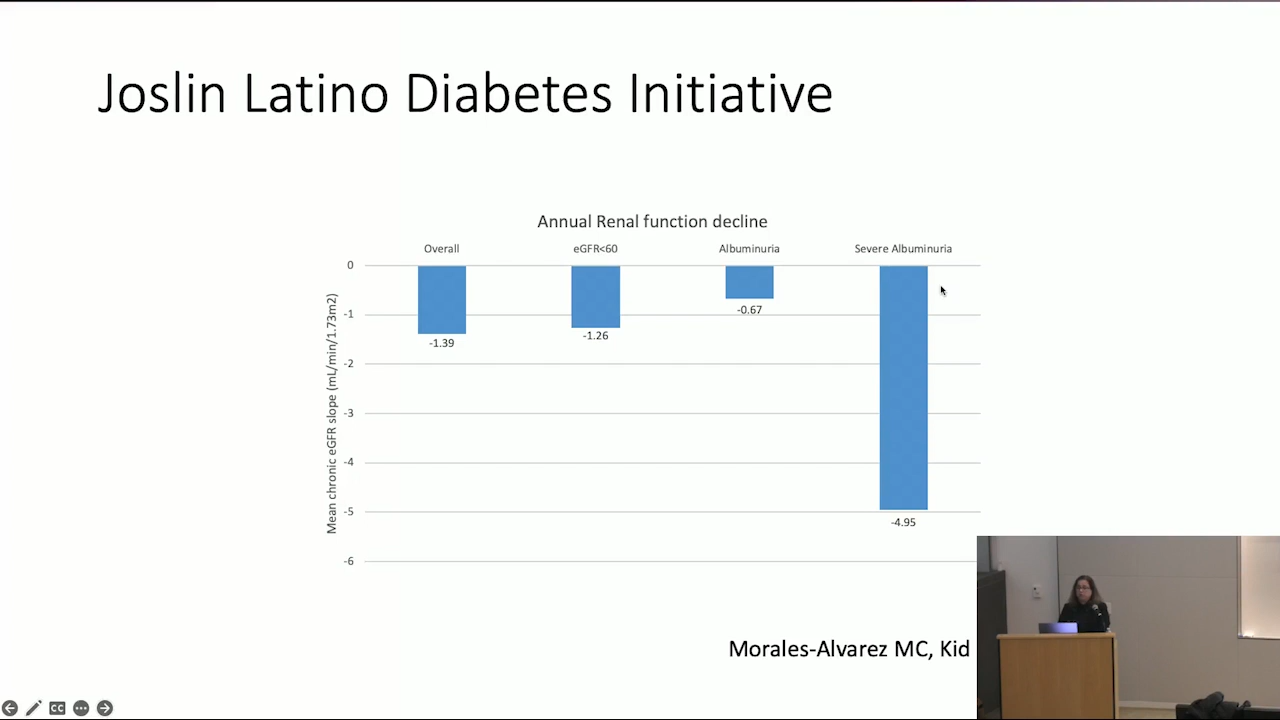 Joslin Latino Diabetes Initiative
Annual Renal function decline
Overall eGFR<60 Albuminuria Severe Albuminuria
Mean chronic eGFR slope (mL/min/1.73m2)
0
-1
-2
-3
-4
-5
-6
-1.39
-1.26
-0.67
-4.95
Morales-Alvarez MC, Kid
CC